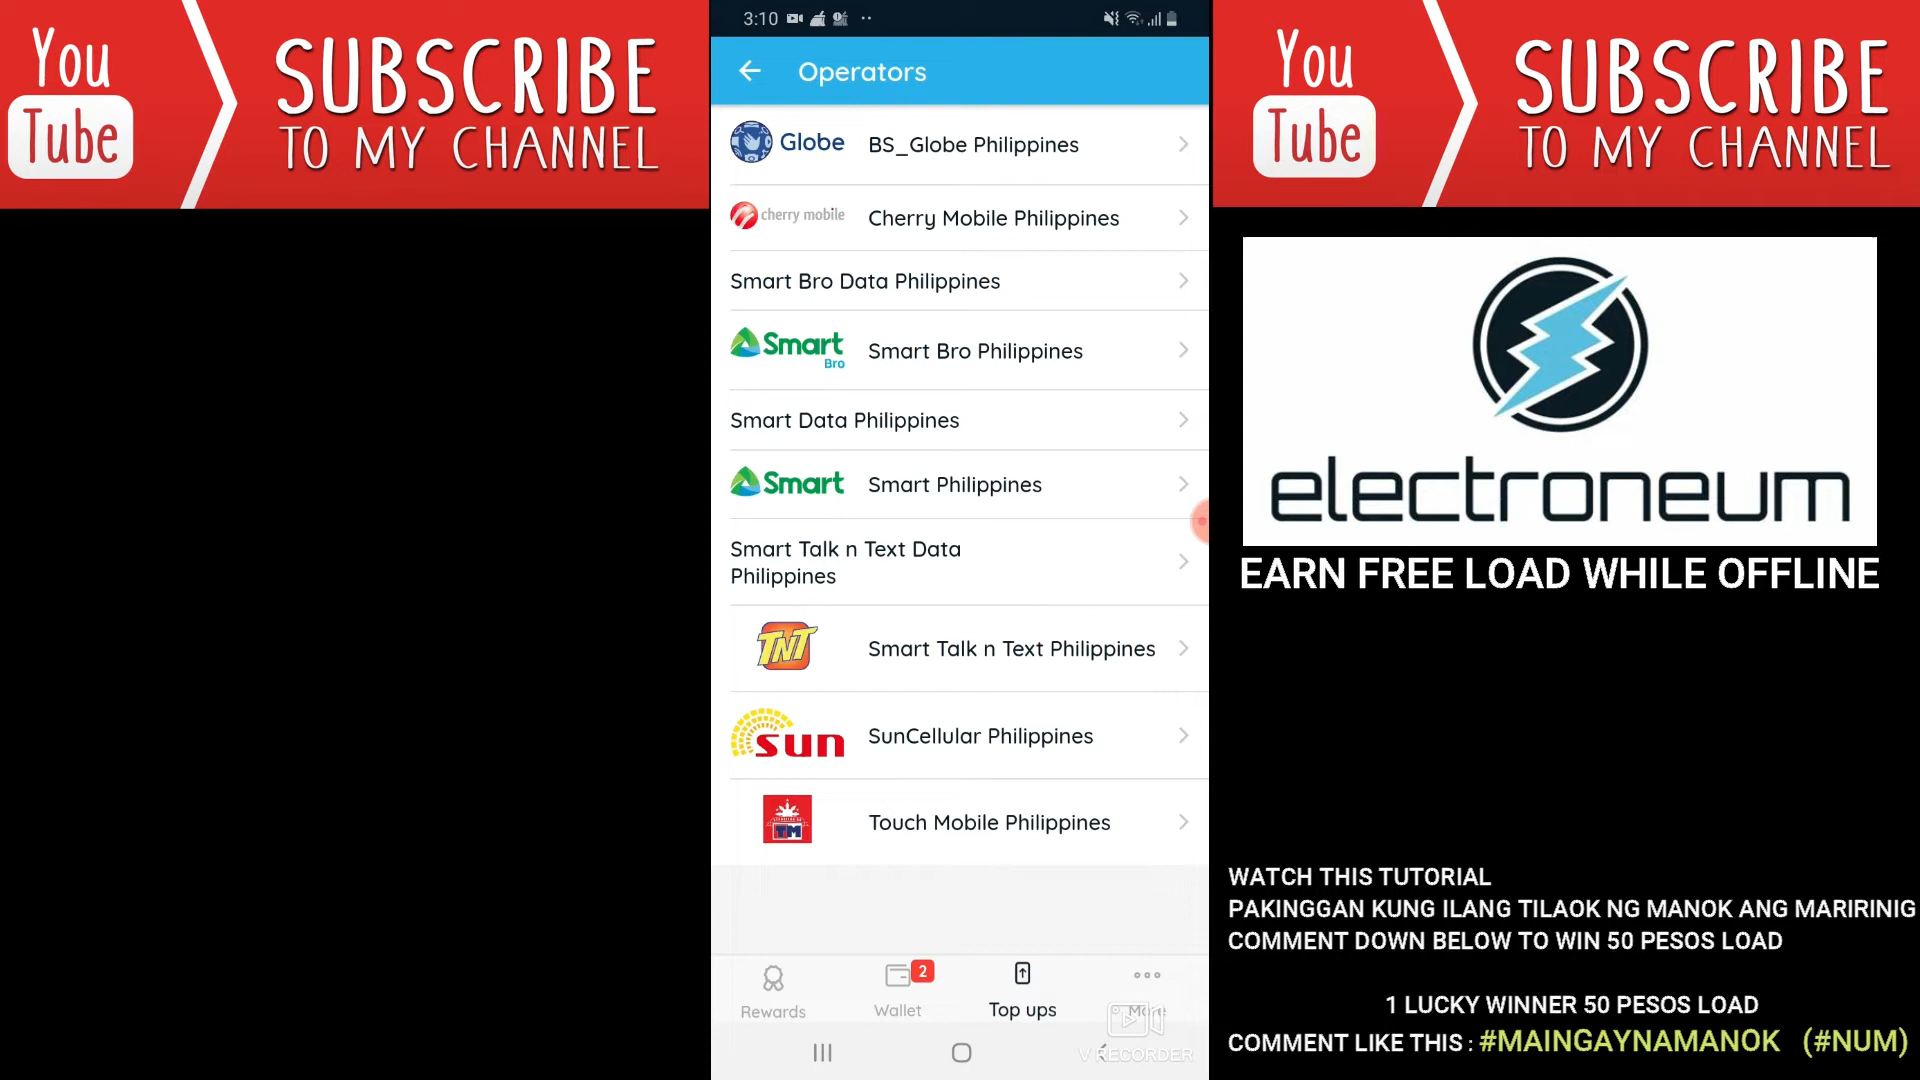 You
Tube
SUBSCRIBE
TO MY CHANNEL
3:10
Operators
Globe BS_Globe Philippines
cherry mobile Cherry Mobile Philippines
Smart Bro Data Philippines
Smart Bro Smart Bro Philippines
Smart Data Philippines
Smart Smart Philippines
Smart Talk n Text Data
Philippines
TNT Smart Talk n Text Philippines
sun SunCellular Philippines
TM Touch Mobile Philippines
2
Rewards Wallet Top ups More
V RECORDER
You
Tube
SUBSCRIBE
TO MY CHANNEL
electroneum
EARN FREE LOAD WHILE OFFLINE
WATCH THIS TUTORIAL
PAKINGGAN KUNG ILANG TILAOK NG MANOK ANG MARIRINIG
COMMENT DOWN BELOW TO WIN 50 PESOS LOAD
1 LUCKY WINNER 50 PESOS LOAD
COMMENT LIKE THIS : #MAINGAYNAMANOK (#NUM)